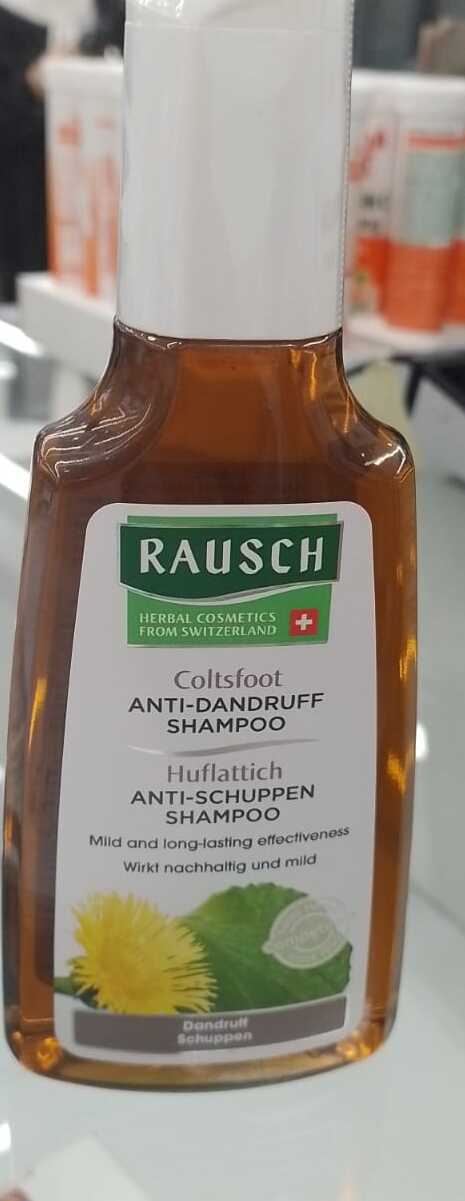 RAUSCH
HERBAL COSMETICS
FROM SWITZERLAND
Coltsfoot
ANTI-DANDRUFF
SHAMPOO
Huflattich
ANTI-SCHUPPEN
SHAMPOO
Mild and long-lasting effectiveness
Wirkt nachhaltig und mild
Dandruff
Schuppen